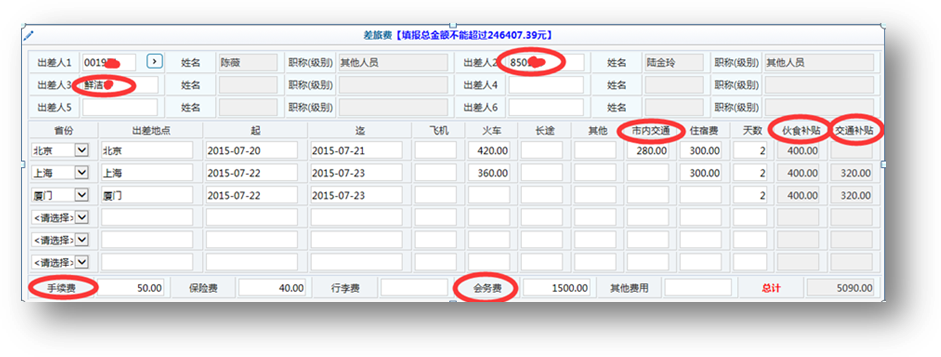 差旅费【填报总金额不能超过246407.39元】
出差人1 0019 > 姓名 陈薇 职称(级别) 其他人员 出差人2 850 姓名 陆金玲 职称(级别) 其他人员
出差人3 鲜洁 姓名 职称(级别) 出差人4 姓名 职称(级别)
出差人5 姓名 职称(级别) 出差人6 姓名 职称(级别)
省份 出差地点 起 迄 飞机 火车 长途 其他 市内交通 住宿费 天数 伙食补贴 交通补贴
北京 北京 2015-07-20 2015-07-21 420.00 280.00 300.00 2 400.00
上海 上海 2015-07-22 2015-07-23 360.00 300.00 2 400.00 320.00
厦门 厦门 2015-07-22 2015-07-23 2 400.00 320.00
<请选择>
<请选择>
<请选择>
手续费 50.00 保险费 40.00 行李费 会务费 1500.00 其他费用 总计 5090.00